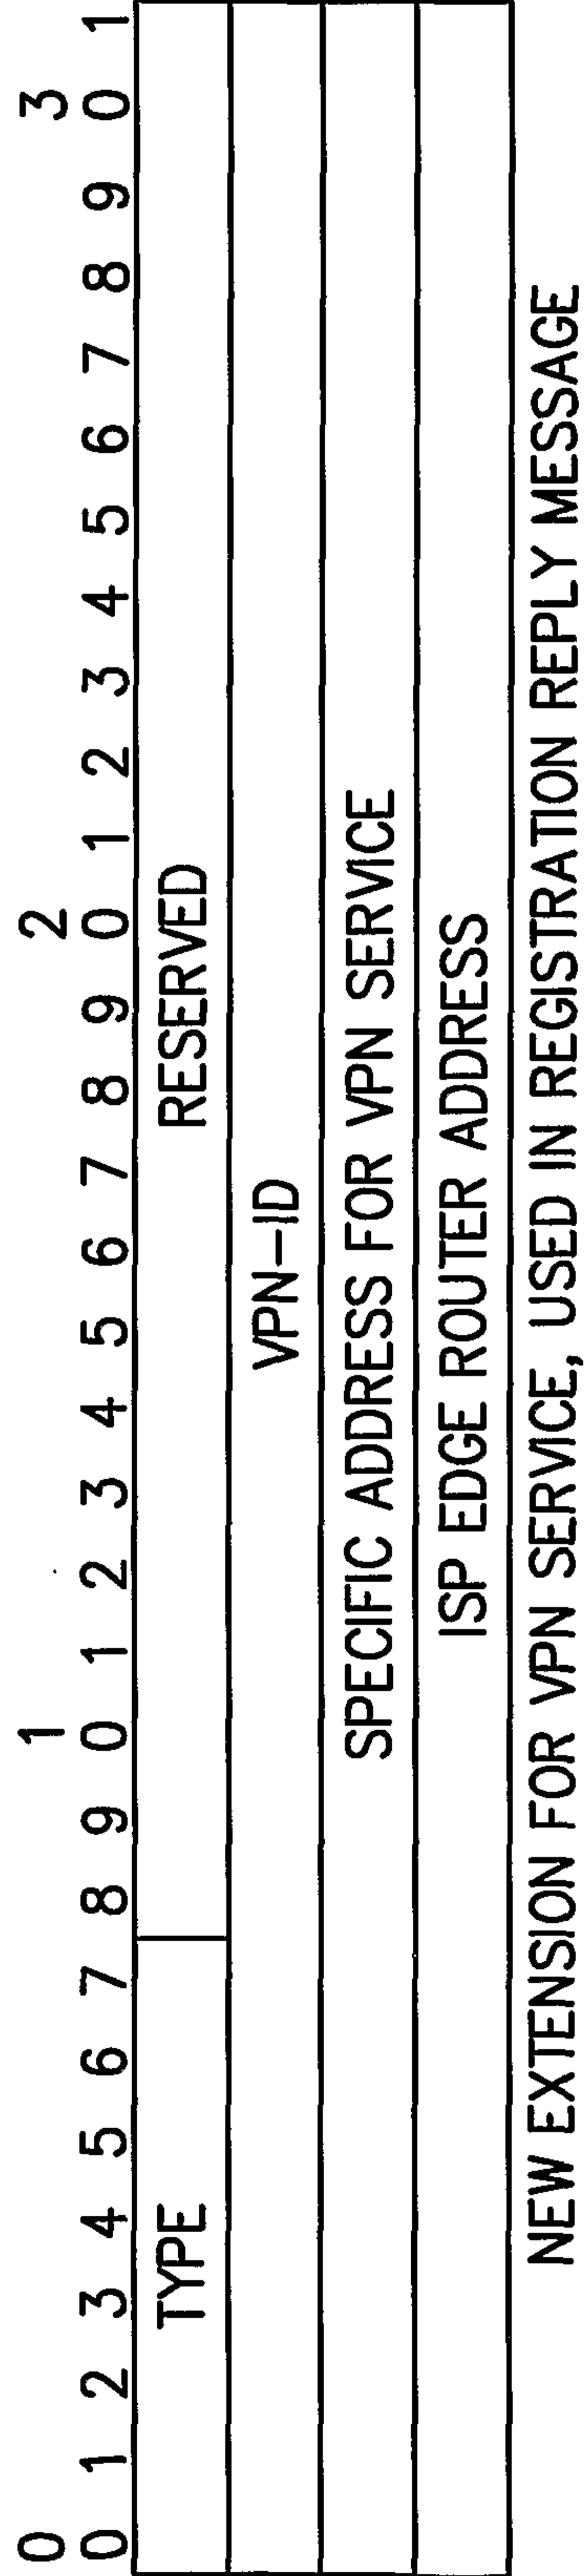 0 1 2 3
0 1 2 3 4 5 6 7 8 9 0 1 2 3 4 5 6 7 8 9 0 1 2 3 4 5 6 7 8 9 0 1
TYPE RESERVED
VPN-ID
SPECIFIC ADDRESS FOR VPN SERVICE
ISP EDGE ROUTER ADDRESS
NEW EXTENSION FOR VPN SERVICE, USED IN REGISTRATION REPLY MESSAGE